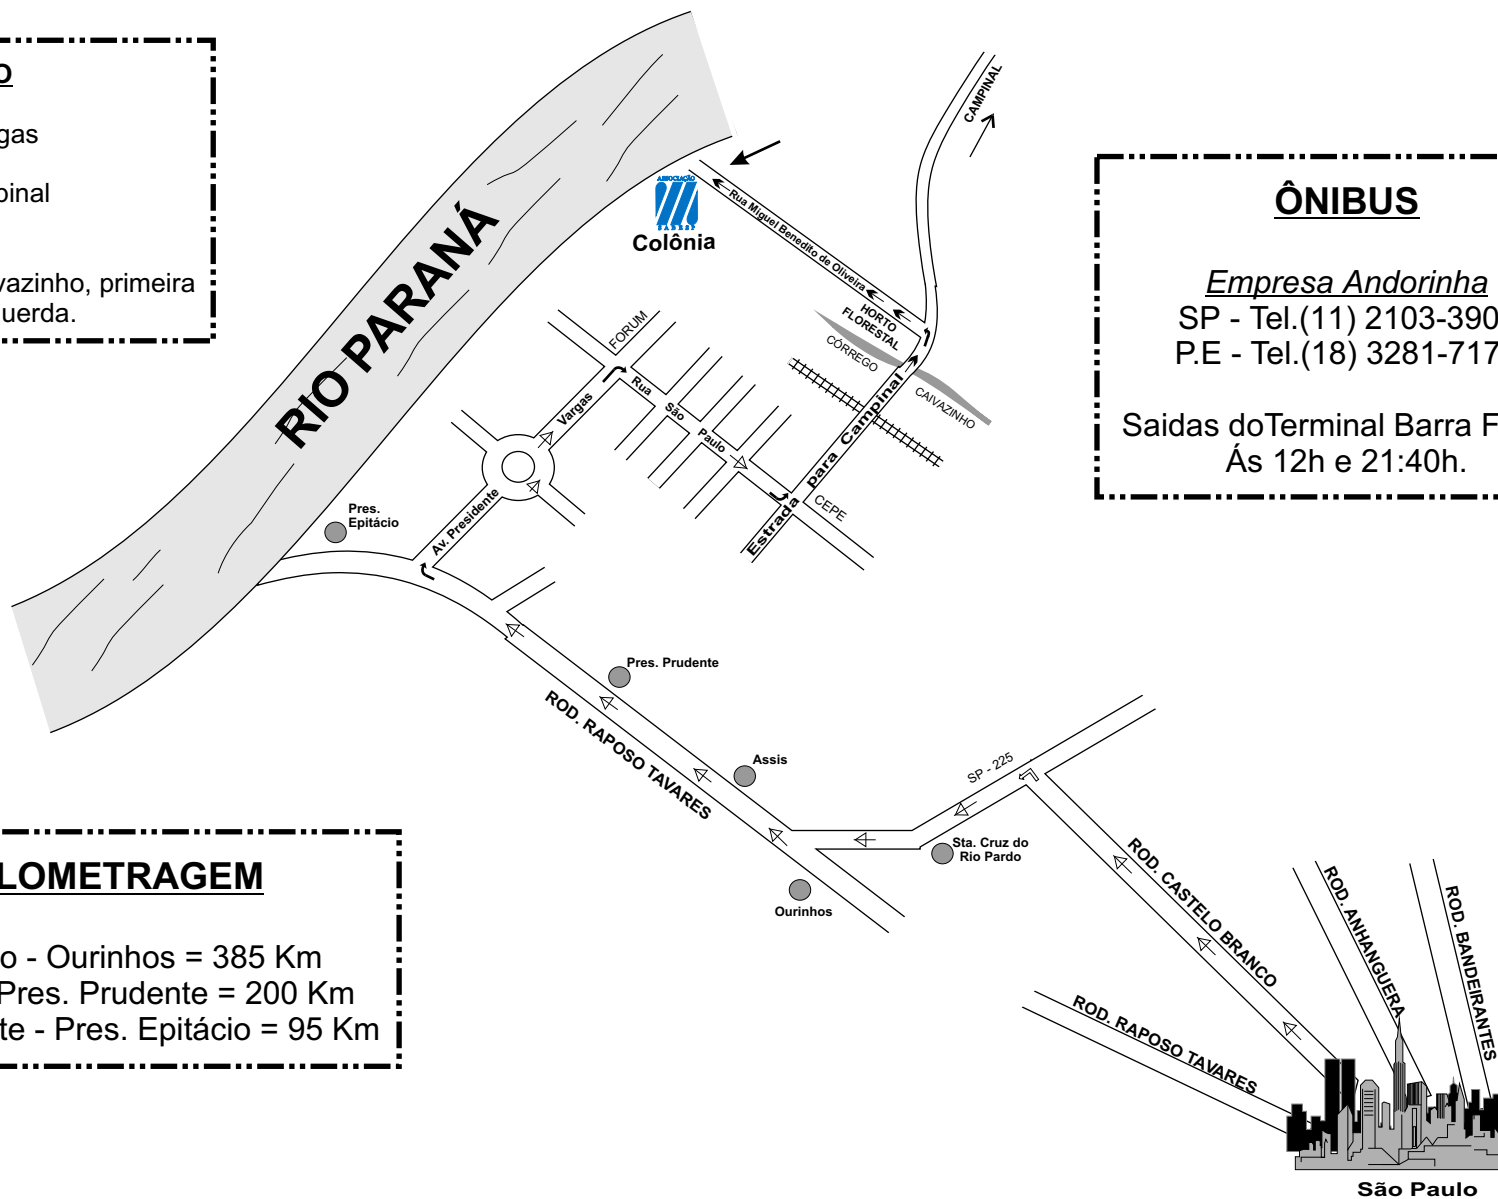 O
gas
pinal
vazinho, primeira
uerda.
RIO PARANÁ
ASSOCIAÇÃO
SABESP
Colônia
Rua Miguel Benedito de Oliveira
CAMPINAL
HORTO
FLORESTAL
CÓRREGO
CAIVAZINHO
FORUM
Vargas
Rua São Paulo
Estrada para Campinal
CEPE
Av. Presidente
Pres.
Epitácio
ÔNIBUS
Empresa Andorinha
SP - Tel.(11) 2103-390
P.E - Tel.(18) 3281-717
Saidas doTerminal Barra F
Ás 12h e 21:40h.
Pres. Prudente
ROD. RAPOSO TAVARES
Assis
SP - 225
Sta. Cruz do
Rio Pardo
Ourinhos
ROD. CASTELO BRANCO
ROD. ANHANGUERA
ROD. BANDEIRANTES
ROD. RAPOSO TAVARES
São Paulo
LOMETRAGEM
o - Ourinhos = 385 Km
Pres. Prudente = 200 Km
te - Pres. Epitácio = 95 Km